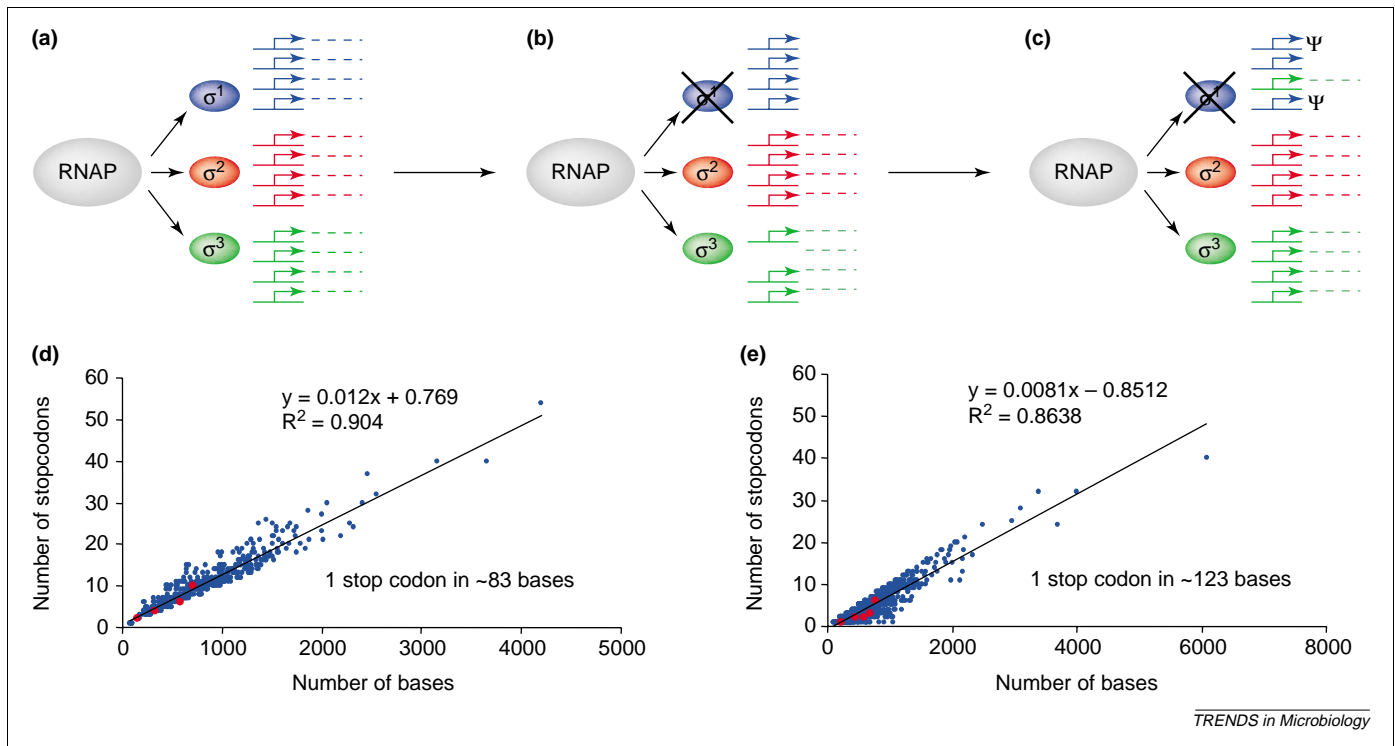 (a)
RNAP
σ1
σ2
σ3
(b)
RNAP
σ1
σ2
σ3
(c)
RNAP
σ1
σ2
σ3
Ψ
Ψ
(d)
Number of stopcodons
60
50
40
30
20
10
0
y = 0.012x + 0.769
R2 = 0.904
1 stop codon in ~83 bases
0 1000 2000 3000 4000 5000
Number of bases
(e)
Number of stopcodons
60
50
40
30
20
10
0
y = 0.0081x – 0.8512
R2 = 0.8638
1 stop codon in ~123 bases
0 2000 4000 6000 8000
Number of bases
TRENDS in Microbiology